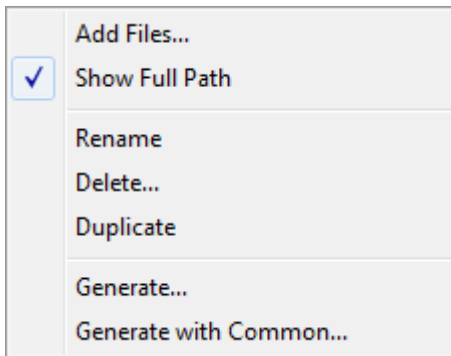 Add Files...
Show Full Path
Rename
Delete...
Duplicate
Generate...
Generate with Common...